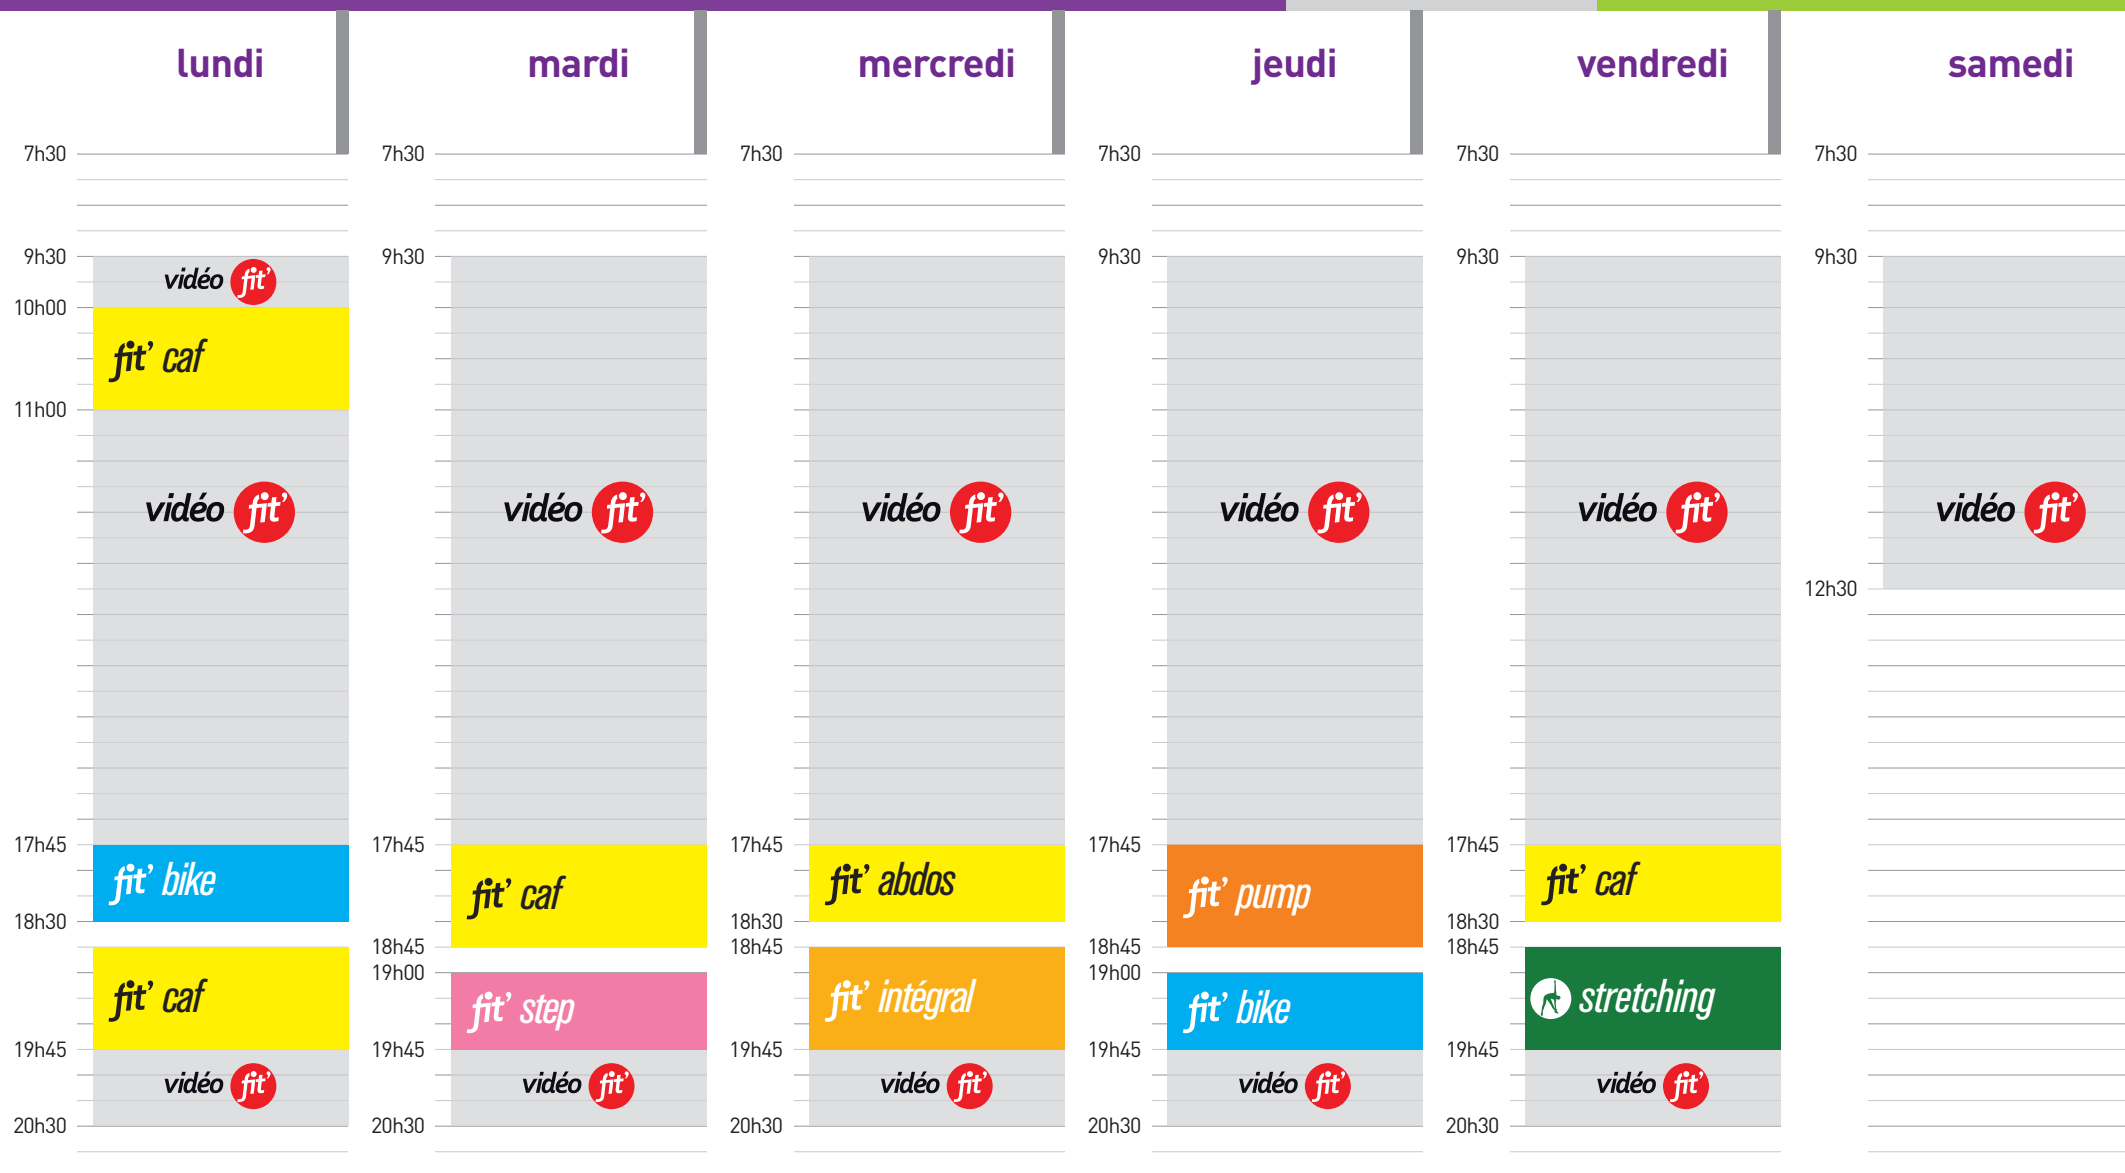 lundi
7h30
9h30
vidéo fit'
10h00
fit' caf
11h00
vidéo fit'
17h45
fit' bike
18h30
fit' caf
19h45
vidéo fit'
20h30
mardi
7h30
9h30
vidéo fit'
17h45
fit' caf
18h45
19h00
fit' step
19h45
vidéo fit'
20h30
mercredi
7h30
vidéo fit'
17h45
fit' abdos
18h30
18h45
fit' intégral
19h45
vidéo fit'
20h30
jeudi
7h30
9h30
vidéo fit'
17h45
fit' pump
18h45
19h00
fit' bike
19h45
vidéo fit'
20h30
vendredi
7h30
9h30
vidéo fit'
17h45
fit' caf
18h30
18h45
stretching
19h45
vidéo fit'
20h30
samedi
7h30
9h30
vidéo fit'
12h30